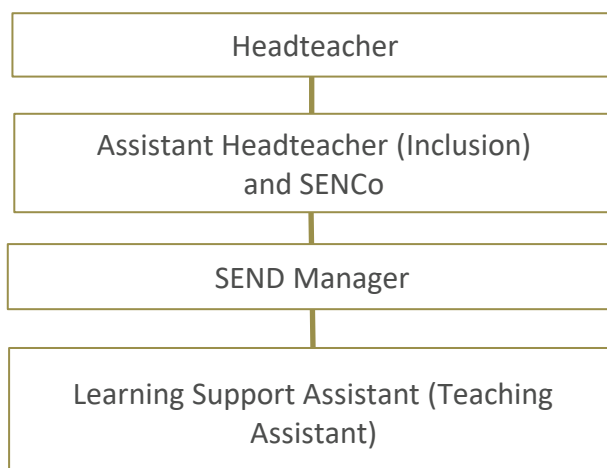 Headteacher
Assistant Headteacher (Inclusion)
and SENCo
SEND Manager
Learning Support Assistant (Teaching
Assistant)